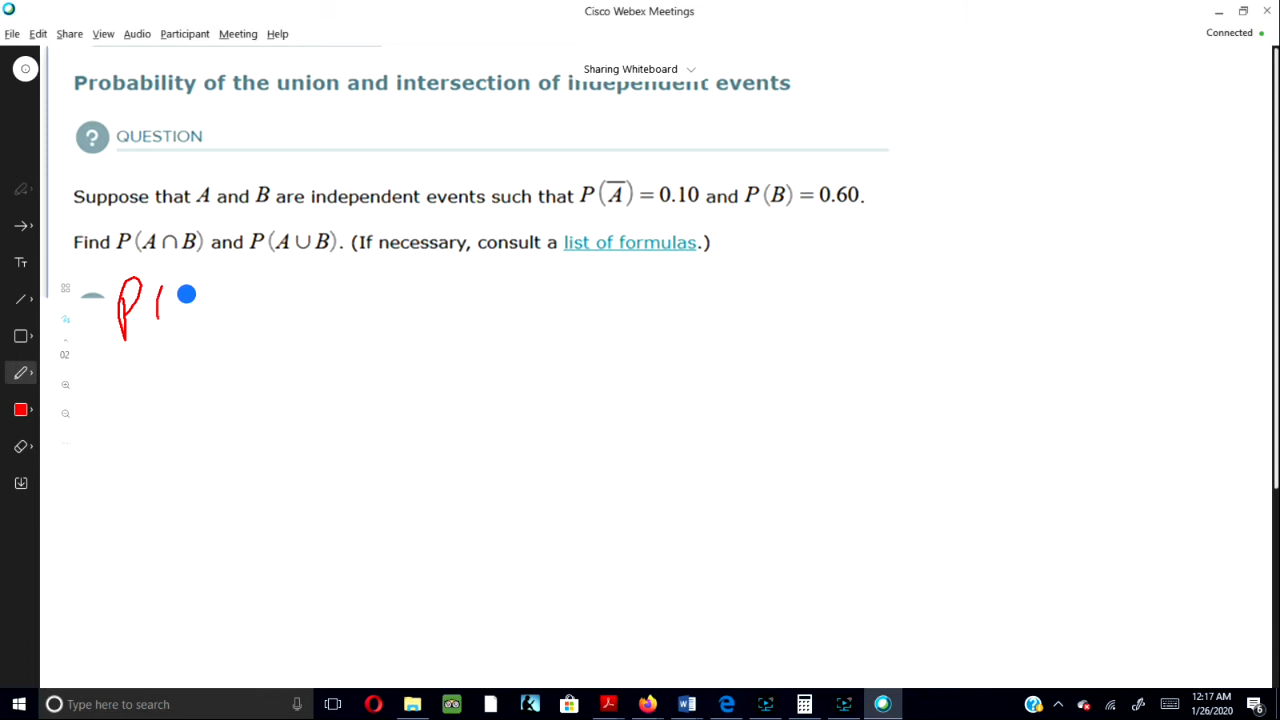 Cisco Webex Meetings
File Edit Share View Audio Participant Meeting Help
Connected
Sharing Whiteboard
Probability of the union and intersection of independent events
? QUESTION
Suppose that A and B are independent events such that P(A̅) = 0.10 and P(B) = 0.60.
Find P(A ∩ B) and P(A ∪ B). (If necessary, consult a list of formulas.)
P(
Tт
02
Type here to search
12:17 AM
1/26/2020
6